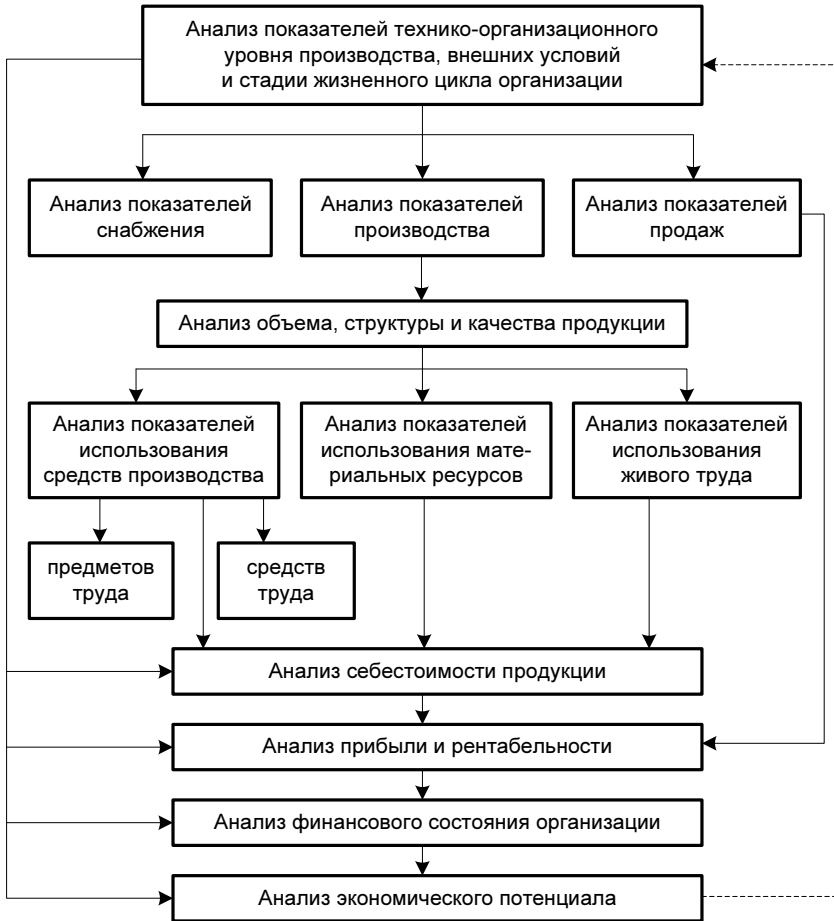 Анализ показателей технико-организационного
уровня производства, внешних условий
и стадии жизненного цикла организации
Анализ показателей
снабжения
Анализ показателей
производства
Анализ показателей
продаж
Анализ объема, структуры и качества продукции
Анализ показателей
использования
средств производства
Анализ показателей
использования мате-
риальных ресурсов
Анализ показателей
использования
живого труда
предметов
труда
средств
труда
Анализ себестоимости продукции
Анализ прибыли и рентабельности
Анализ финансового состояния организации
Анализ экономического потенциала